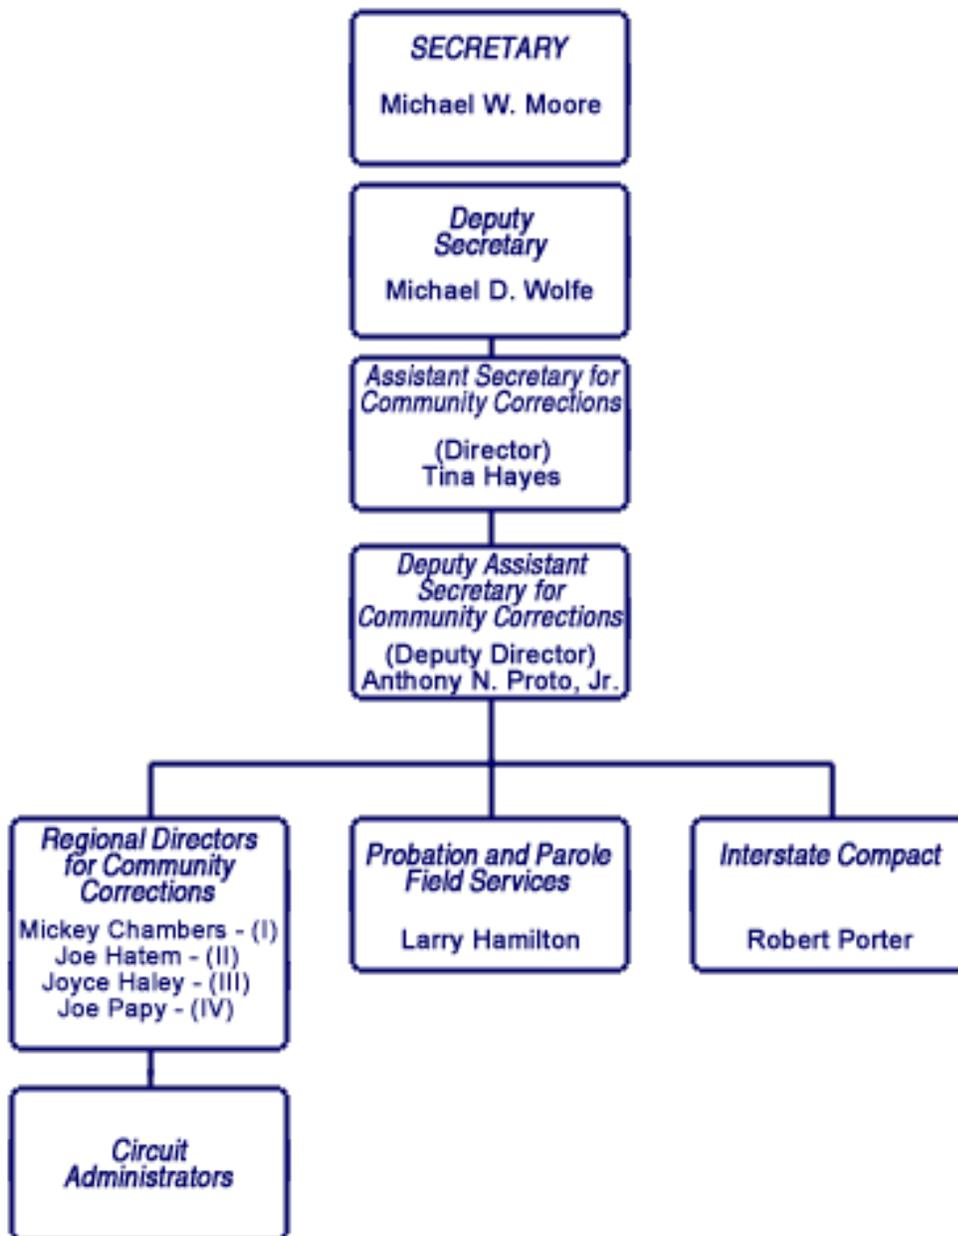 SECRETARY
Michael W. Moore
Deputy
Secretary
Michael D. Wolfe
Assistant Secretary for
Community Corrections
(Director)
Tina Hayes
Deputy Assistant
Secretary for
Community Corrections
(Deputy Director)
Anthony N. Proto, Jr.
Regional Directors
for Community
Corrections
Mickey Chambers - (I)
Joe Hatem - (II)
Joyce Haley - (III)
Joe Papy - (IV)
Probation and Parole
Field Services
Larry Hamilton
Interstate Compact
Robert Porter
Circuit
Administrators